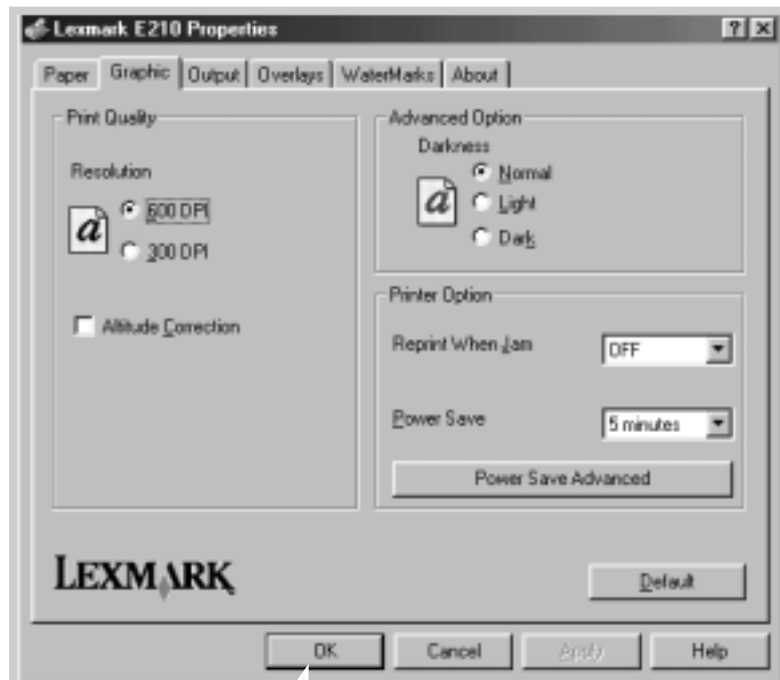 Lexmark E210 Properties
Paper Graphic Output Overlays WaterMarks About
Print Quality
Resolution
a
600 DPI
300 DPI
Altitude Correction
Advanced Option
Darkness
a
Normal
Light
Dark
Printer Option
Reprint When Jam OFF
Power Save 5 minutes
Power Save Advanced
LEXMARK
Default
OK Cancel Apply Help